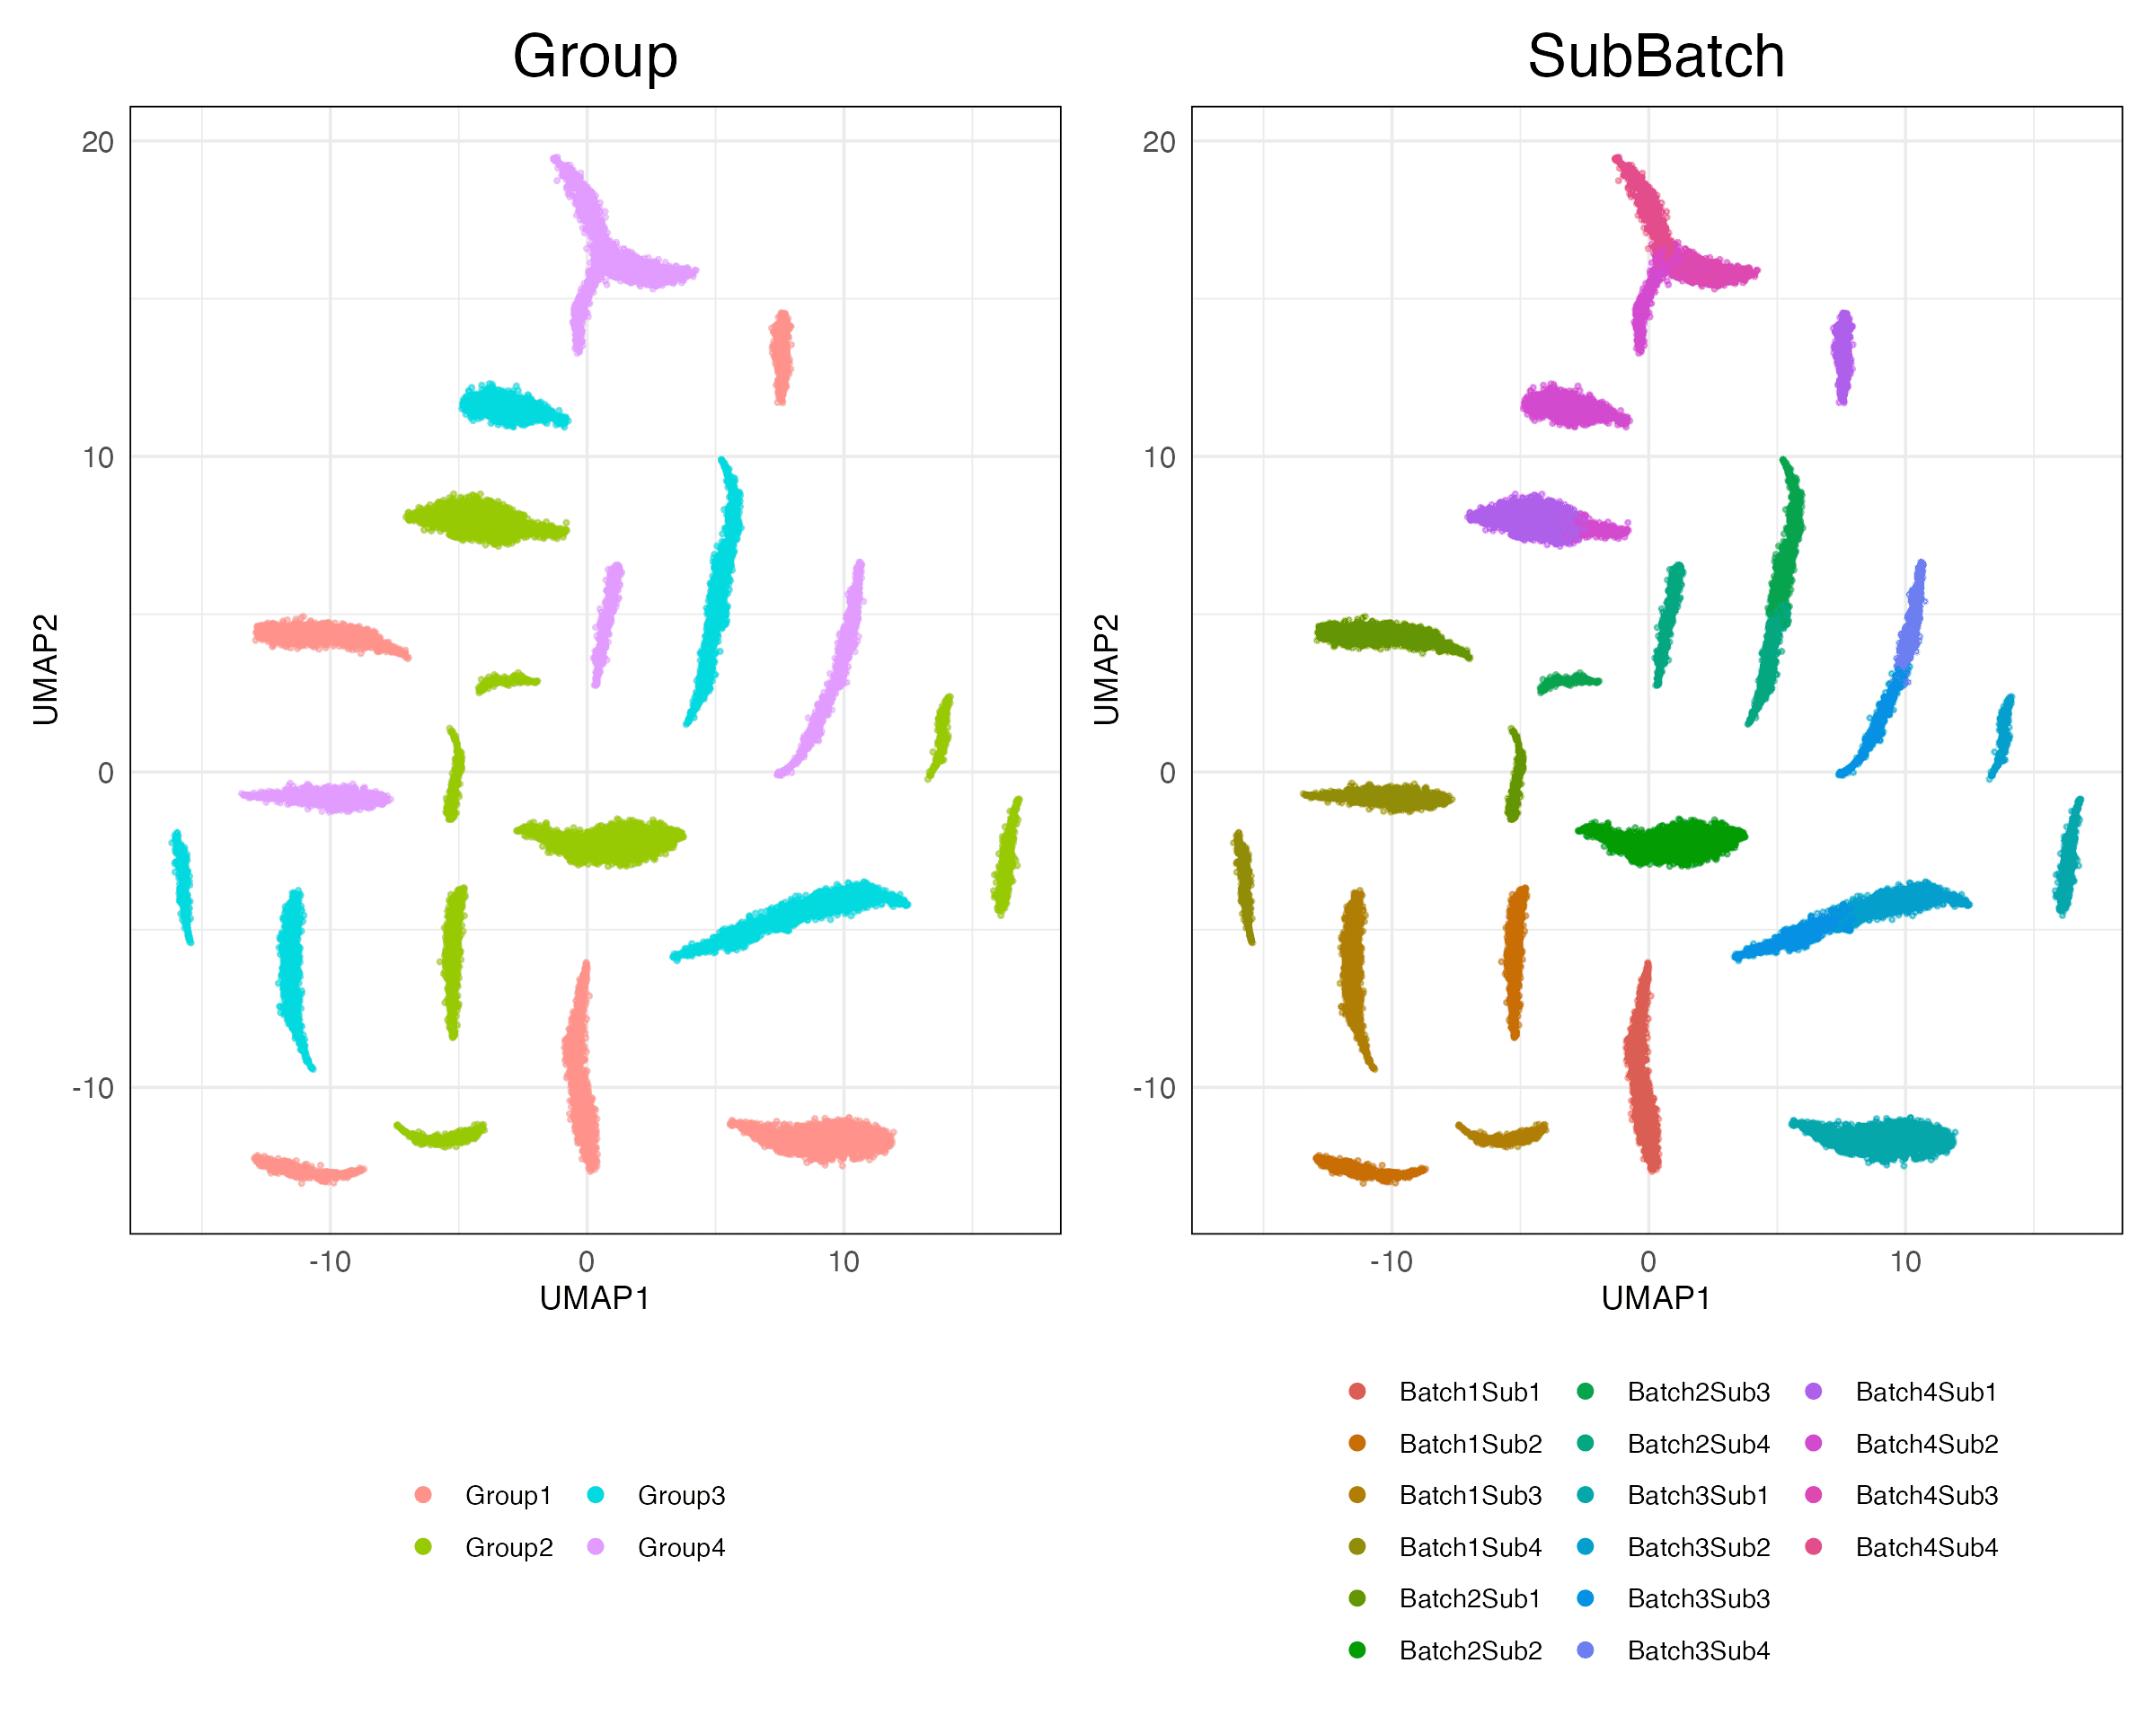 Group
SubBatch
20
10
0
-10
UMAP2
-10 0 10
UMAP1
20
10
0
-10
UMAP2
-10 0 10
UMAP1
Group1 Group3
Group2 Group4
Batch1Sub1 Batch2Sub3 Batch4Sub1
Batch1Sub2 Batch2Sub4 Batch4Sub2
Batch1Sub3 Batch3Sub1 Batch4Sub3
Batch1Sub4 Batch3Sub2 Batch4Sub4
Batch2Sub1 Batch3Sub3
Batch2Sub2 Batch3Sub4